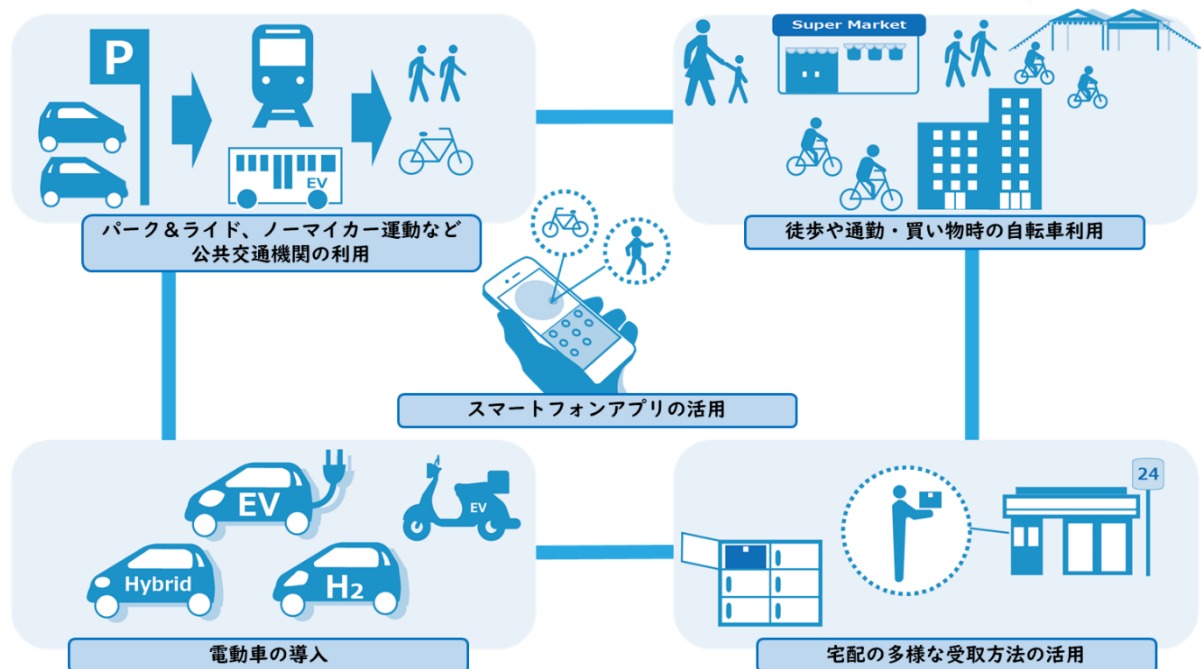 P
EV
パーク＆ライド、ノーマイカー運動など
公共交通機関の利用
Super Market
徒歩や通勤・買い物時の自転車利用
スマートフォンアプリの活用
EV
EV
Hybrid
H₂
電動車の導入
24
宅配の多様な受取方法の活用